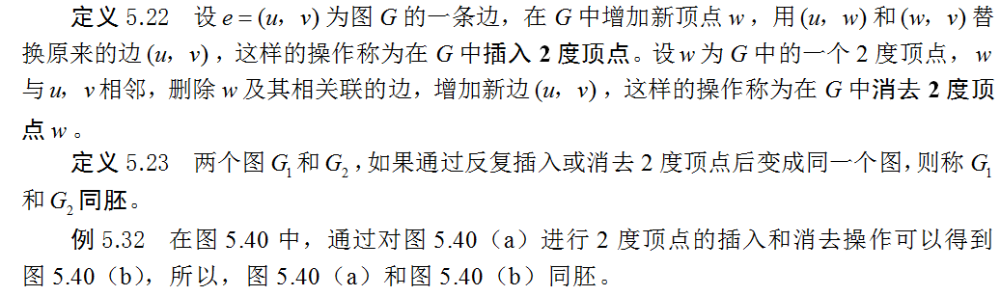 定义 5.22 设 e = (u，v) 为图 G 的一条边，在 G 中增加新顶点 w，用 (u，w) 和 (w，v) 替
换原来的边 (u，v)，这样的操作称为在 G 中插入 2 度顶点。设 w 为 G 中的一个 2 度顶点，w
与 u，v 相邻，删除 w 及其相关联的边，增加新边 (u，v)，这样的操作称为在 G 中消去 2 度顶
点 w。
定义 5.23 两个图 G₁ 和 G₂，如果通过反复插入或消去 2 度顶点后变成同一个图，则称 G₁
和 G₂ 同胚。
例 5.32 在图 5.40 中，通过对图 5.40（a）进行 2 度顶点的插入和消去操作可以得到
图 5.40（b），所以，图 5.40（a）和图 5.40（b）同胚。